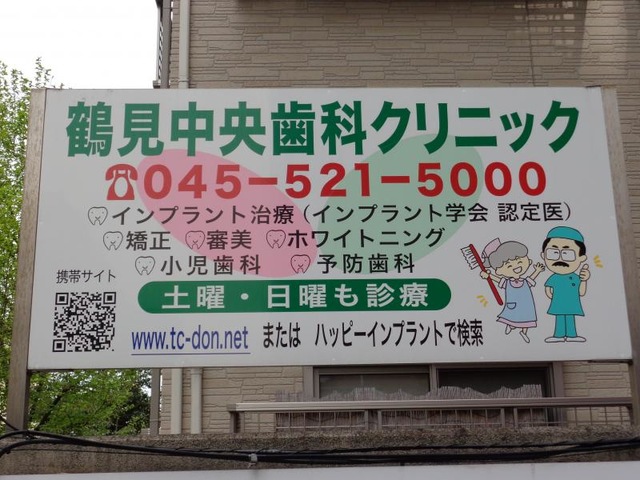 鶴見中央歯科クリニック
☎045-521-5000
インプラント治療(インプラント学会 認定医)
矯正 審美 ホワイトニング
小児歯科 予防歯科
携帯サイト
土曜・日曜も診療
www.tc-don.net または ハッピーインプラントで検索